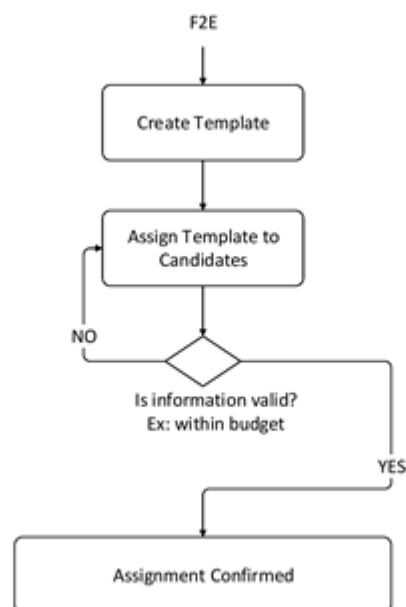 F2E
Create Template
Assign Template to
Candidates
NO
Is information valid?
Ex: within budget
YES
Assignment Confirmed